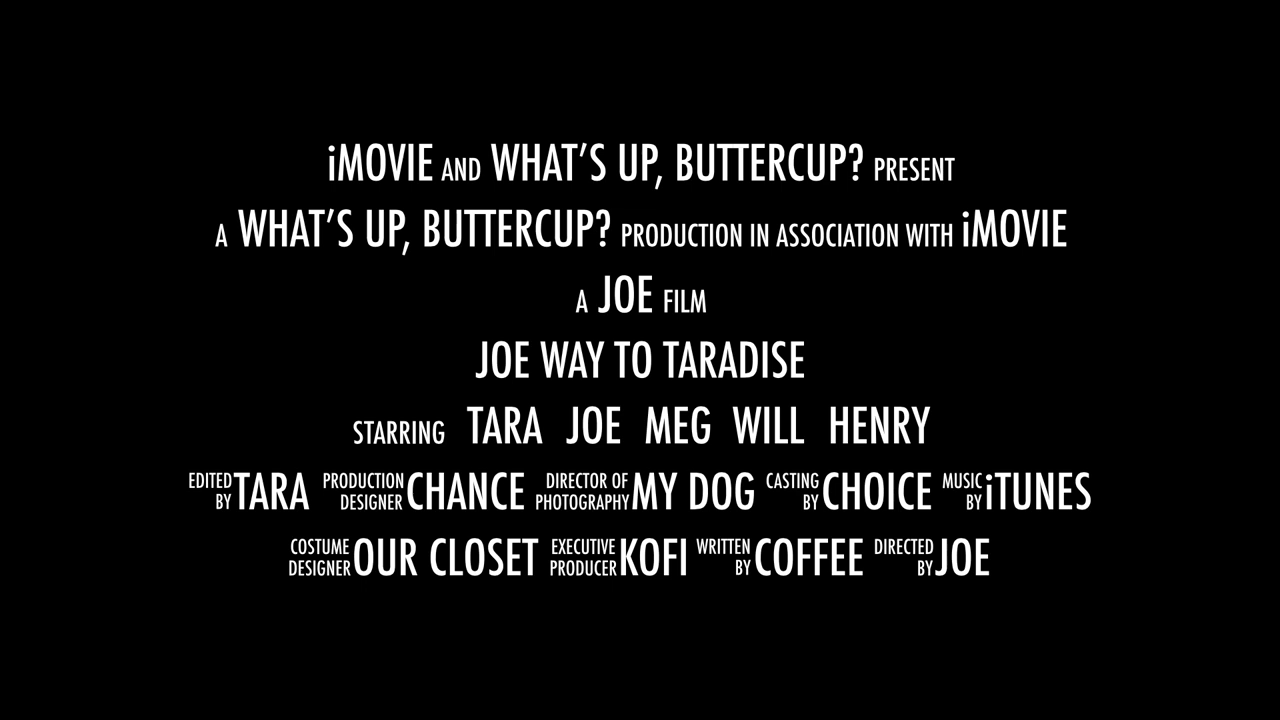 iMOVIE AND WHAT'S UP, BUTTERCUP? PRESENT
A WHAT'S UP, BUTTERCUP? PRODUCTION IN ASSOCIATION WITH iMOVIE
A JOE FILM
JOE WAY TO TARADISE
STARRING TARA JOE MEG WILL HENRY
EDITED BY TARA PRODUCTION DESIGNER CHANCE DIRECTOR OF PHOTOGRAPHY MY DOG CASTING BY CHOICE MUSIC BY iTUNES
COSTUME DESIGNER OUR CLOSET EXECUTIVE PRODUCER KOFI WRITTEN BY COFFEE DIRECTED BY JOE